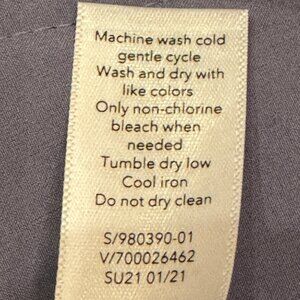 Machine wash cold
gentle cycle
Wash and dry with
like colors
Only non-chlorine
bleach when
needed
Tumble dry low
Cool iron
Do not dry clean
S/980390-01
V/700026462
SU21 01/21